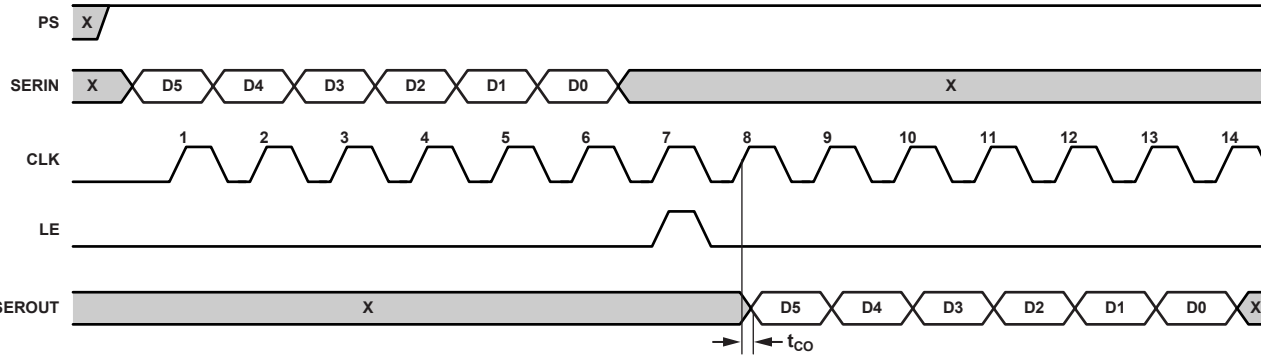 PS X
SERIN X D5 D4 D3 D2 D1 D0 X
1 2 3 4 5 6 7 8 9 10 11 12 13 14
CLK
LE
SEROUT X D5 D4 D3 D2 D1 D0 X
tCO